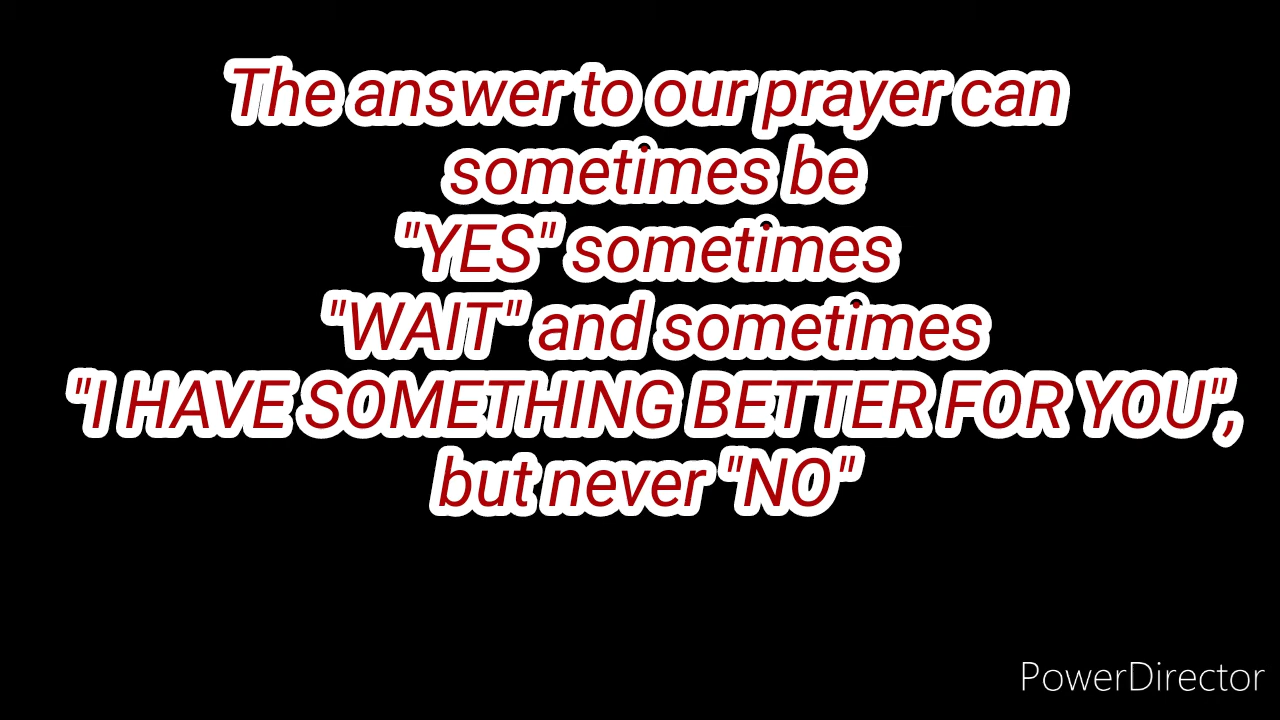 The answer to our prayer can
sometimes be
"YES" sometimes
"WAIT" and sometimes
"I HAVE SOMETHING BETTER FOR YOU",
but never "NO"
PowerDirector